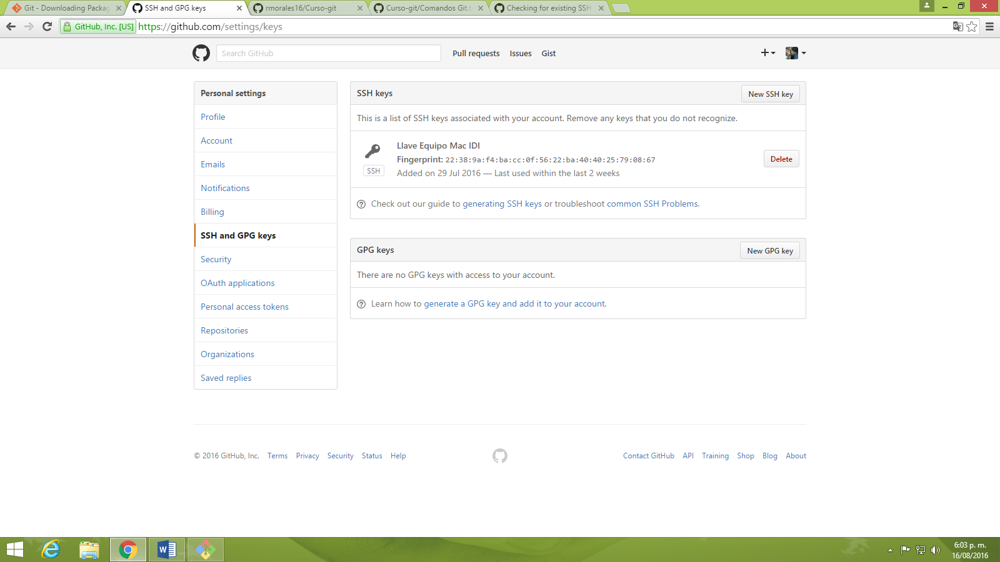 Git - Downloading Packag
SSH and GPG keys
rmorales16/Curso-git
Curso-git/Comandos Git.t
Checking for existing SSH
GitHub, Inc. [US]
https://github.com/settings/keys
Search GitHub
Pull requests
Issues
Gist
Personal settings
Profile
Account
Emails
Notifications
Billing
SSH and GPG keys
Security
OAuth applications
Personal access tokens
Repositories
Organizations
Saved replies
SSH keys
New SSH key
This is a list of SSH keys associated with your account. Remove any keys that you do not recognize.
SSH
Llave Equipo Mac IDI
Fingerprint: 22:38:9a:f4:ba:cc:0f:56:22:ba:40:40:25:79:08:67
Added on 29 Jul 2016 — Last used within the last 2 weeks
Delete
Check out our guide to generating SSH keys or troubleshoot common SSH Problems.
GPG keys
New GPG key
There are no GPG keys with access to your account.
Learn how to generate a GPG key and add it to your account.
© 2016 GitHub, Inc.
Terms
Privacy
Security
Status
Help
Contact GitHub
API
Training
Shop
Blog
About
6:03 p. m.
16/08/2016